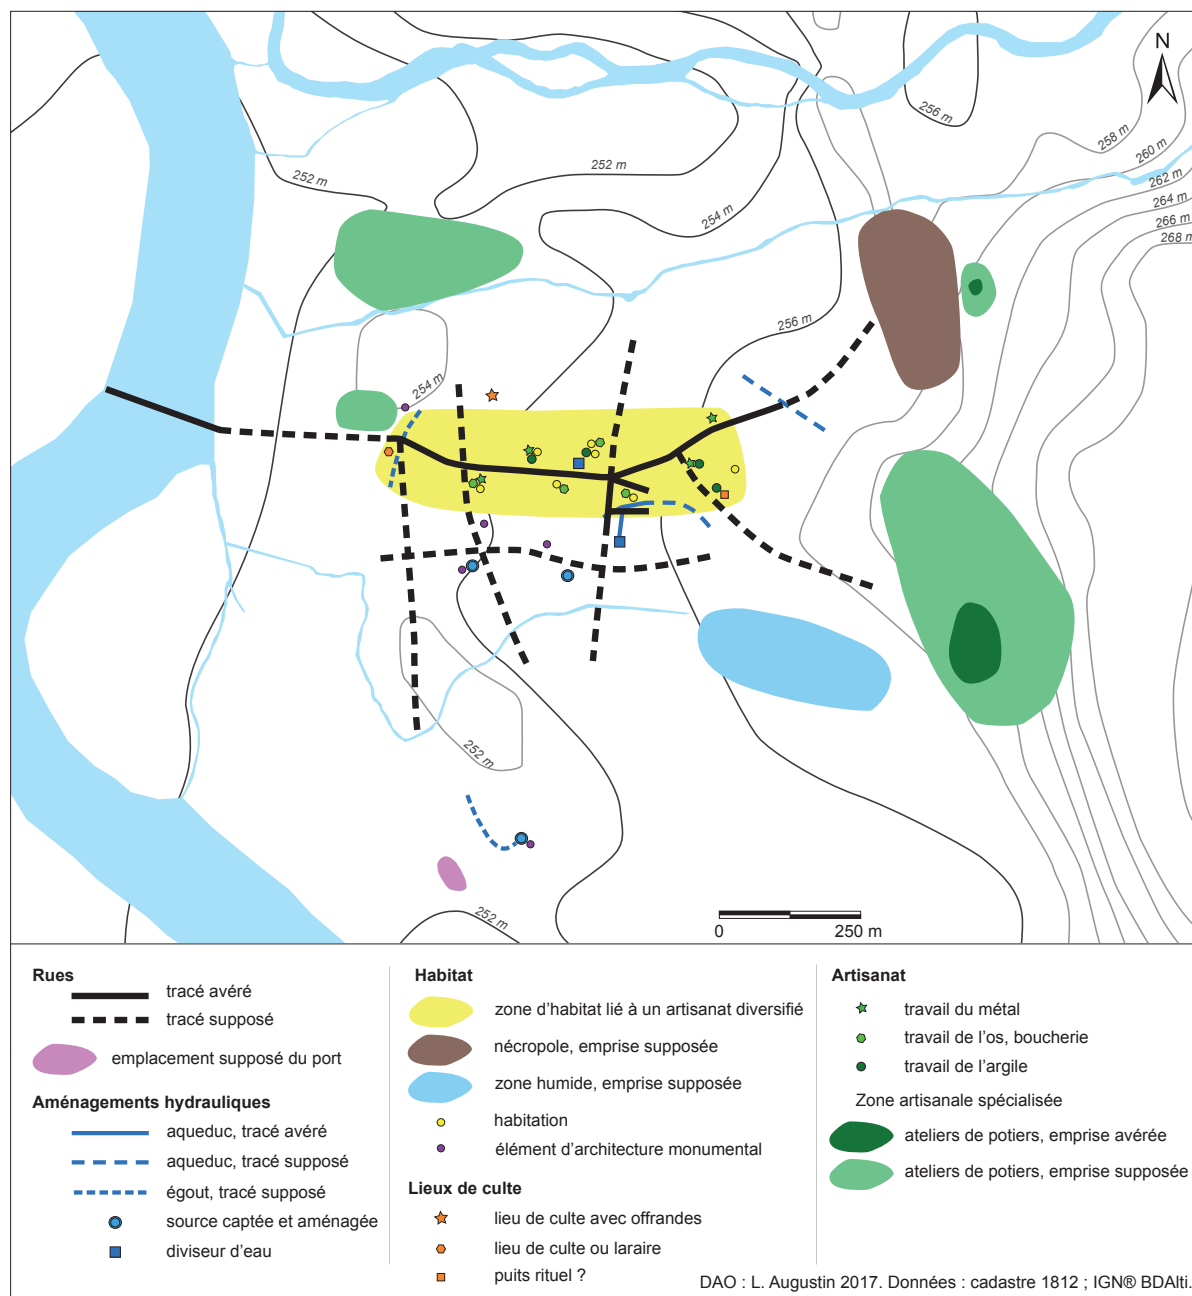 N
256 m
258 m
260 m
262 m
264 m
266 m
268 m
252 m
252 m
254 m
256 m
254 m
252 m
252 m
0 250 m
Rues
tracé avéré
tracé supposé
emplacement supposé du port
Aménagements hydrauliques
aqueduc, tracé avéré
aqueduc, tracé supposé
égout, tracé supposé
source captée et aménagée
diviseur d'eau
Habitat
zone d'habitat lié à un artisanat diversifié
nécropole, emprise supposée
zone humide, emprise supposée
habitation
élément d'architecture monumental
Lieux de culte
lieu de culte avec offrandes
lieu de culte ou laraire
puits rituel ?
Artisanat
travail du métal
travail de l'os, boucherie
travail de l'argile
Zone artisanale spécialisée
ateliers de potiers, emprise avérée
ateliers de potiers, emprise supposée
DAO : L. Augustin 2017. Données : cadastre 1812 ; IGN® BDAlti.